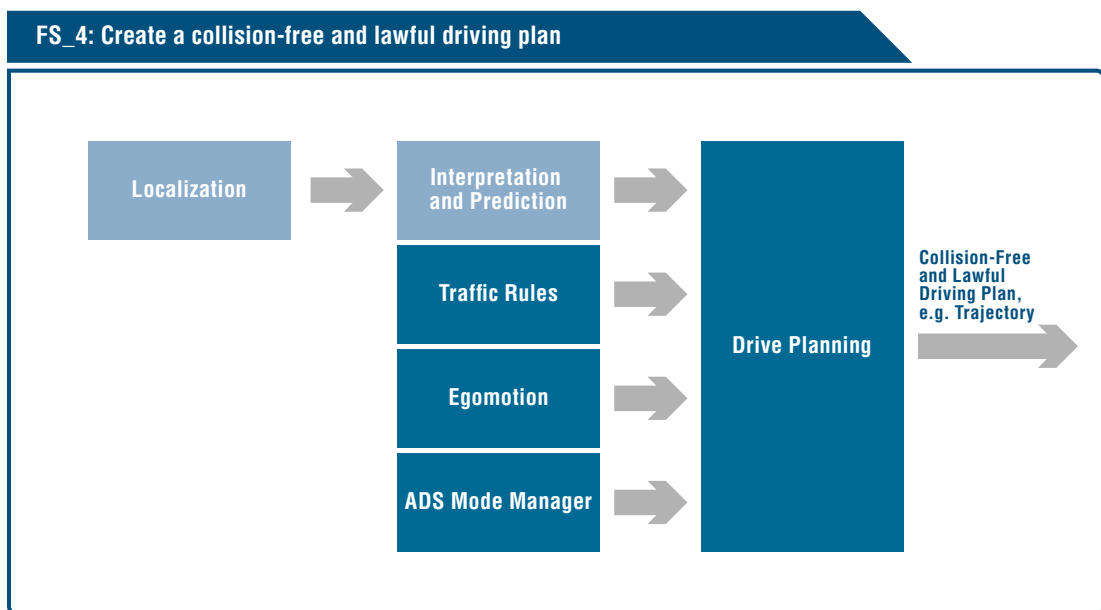 FS_4: Create a collision-free and lawful driving plan
Localization
Interpretation
and Prediction
Traffic Rules
Egomotion
ADS Mode Manager
Drive Planning
Collision-Free
and Lawful
Driving Plan,
e.g. Trajectory